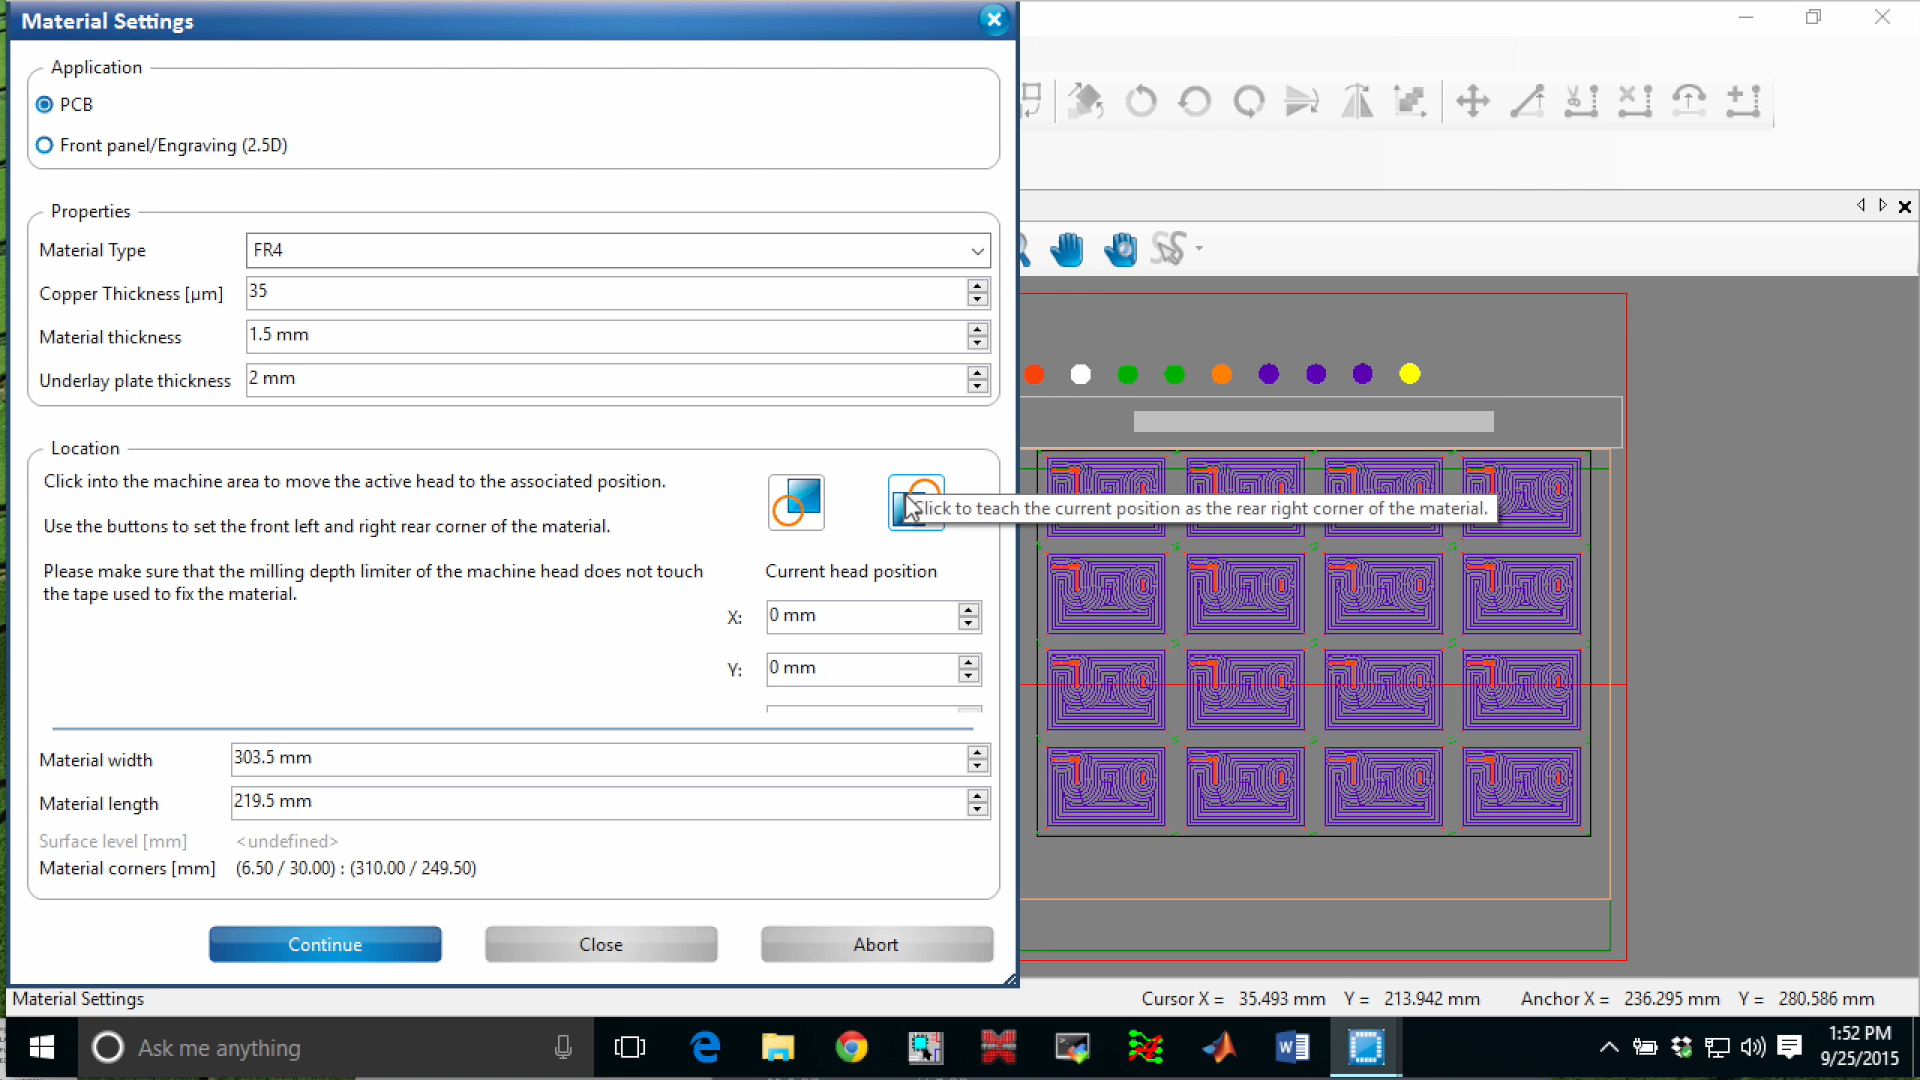 Material Settings
Application
PCB
Front panel/Engraving (2.5D)
Properties
Material Type
FR4
Copper Thickness [µm]
35
Material thickness
1.5 mm
Underlay plate thickness
2 mm
Location
Click into the machine area to move the active head to the associated position.
Use the buttons to set the front left and right rear corner of the material.
Click to teach the current position as the rear right corner of the material.
Please make sure that the milling depth limiter of the machine head does not touch
the tape used to fix the material.
Current head position
X:
0 mm
Y:
0 mm
Material width
303.5 mm
Material length
219.5 mm
Surface level [mm]
<undefined>
Material corners [mm]
(6.50 / 30.00) : (310.00 / 249.50)
Continue
Close
Abort
Material Settings
Cursor X = 35.493 mm Y = 213.942 mm Anchor X = 236.295 mm Y = 280.586 mm
Ask me anything
1:52 PM
9/25/2015